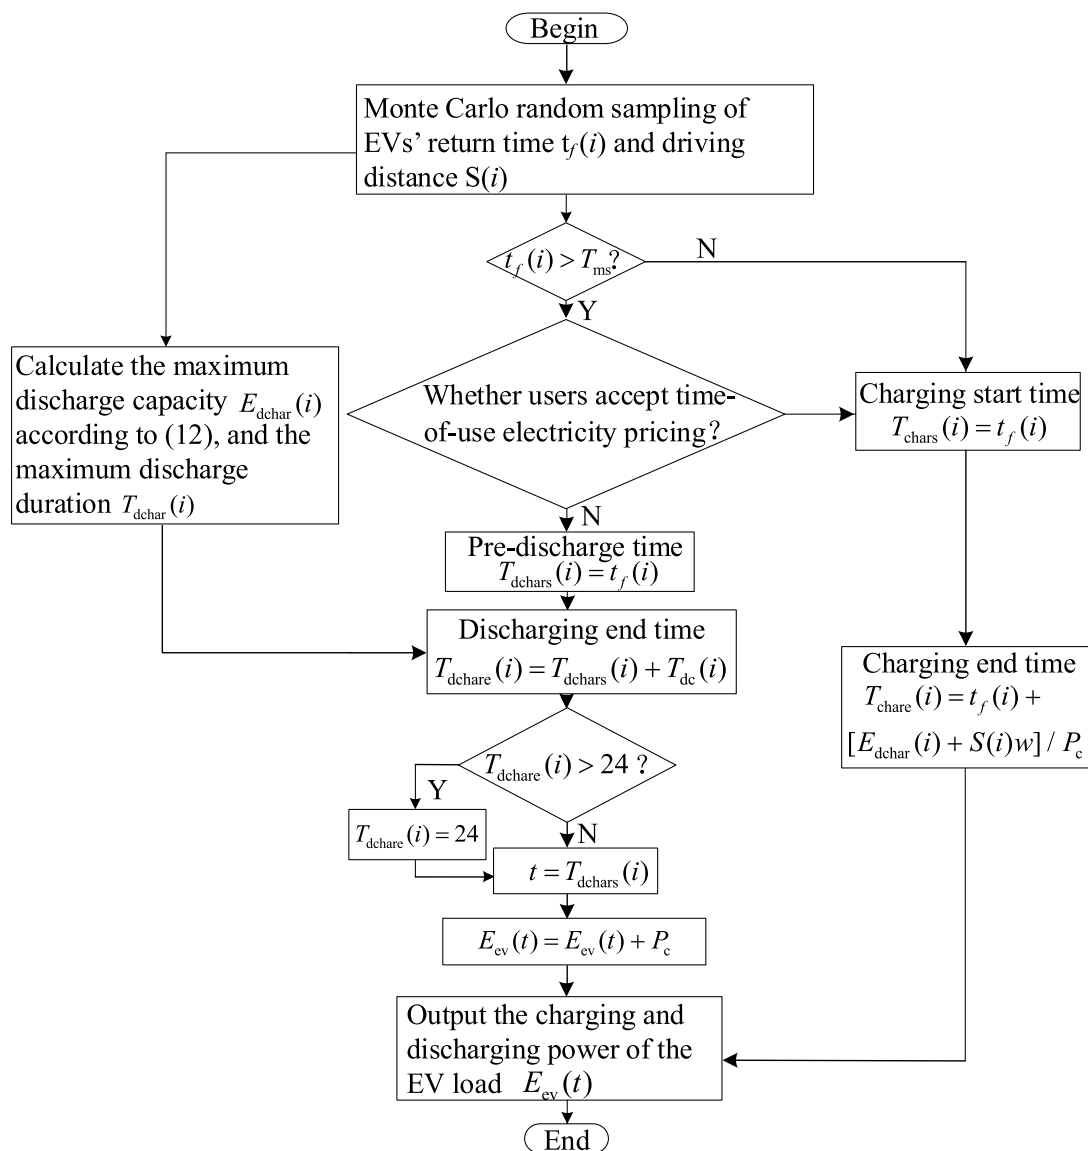 Begin
Monte Carlo random sampling of
EVs' return time t_f(i) and driving
distance S(i)
t_f(i) > T_ms?
N
Y
Calculate the maximum
discharge capacity E_dchar(i)
according to (12), and the
maximum discharge
duration T_dchar(i)
Whether users accept time-
of-use electricity pricing?
Charging start time
T_chars(i) = t_f(i)
N
Pre-discharge time
T_dchars(i) = t_f(i)
Discharging end time
T_dchare(i) = T_dchars(i) + T_dc(i)
Charging end time
T_chare(i) = t_f(i) +
[E_dchar(i) + S(i)w] / P_c
T_dchare(i) > 24 ?
Y
N
T_dchare(i) = 24
t = T_dchars(i)
E_ev(t) = E_ev(t) + P_c
Output the charging and
discharging power of the
EV load E_ev(t)
End